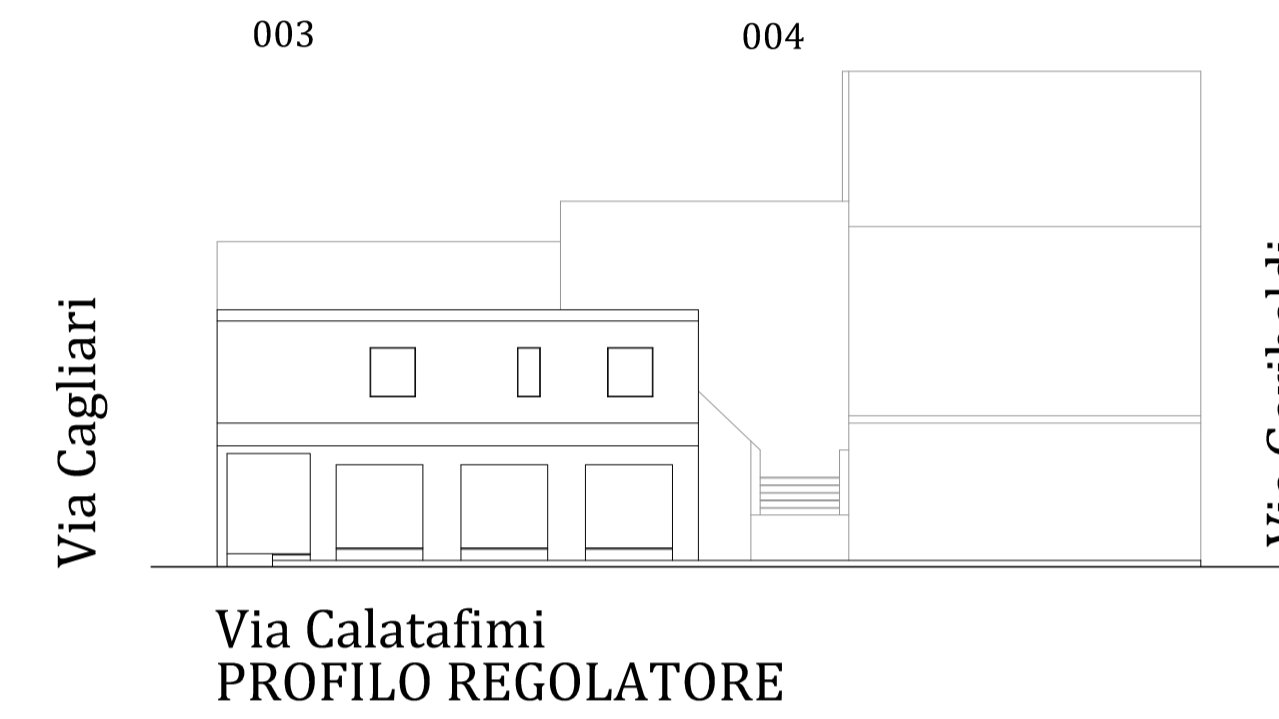 003
004
Via Cagliari
Via Calatafimi
PROFILO REGOLATORE